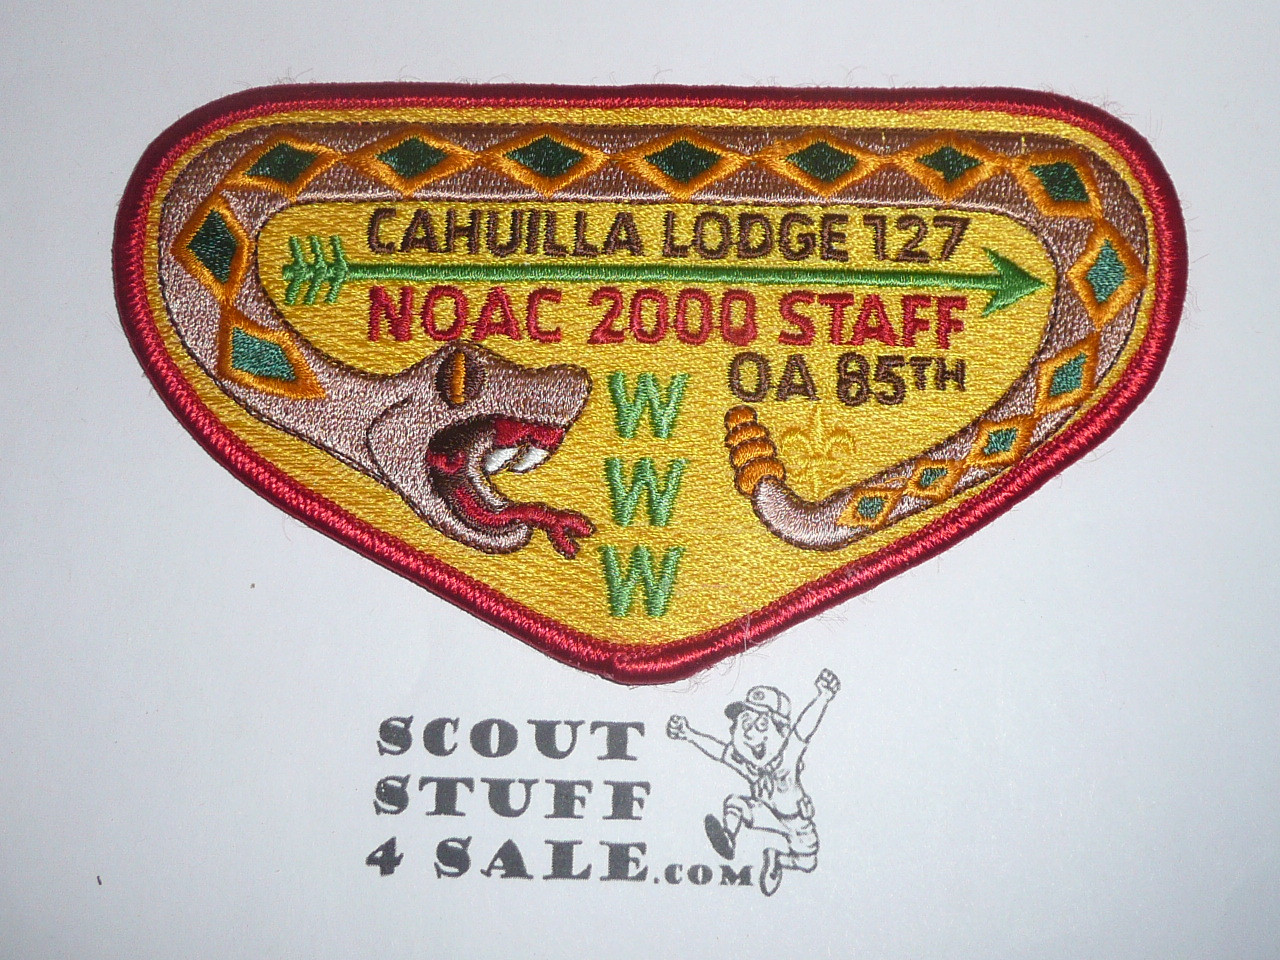 CAHUILLA LODGE 127
NOAC 2000 STAFF
OA 85TH
W
W
W
SCOUT
STUFF
4 SALE.COM